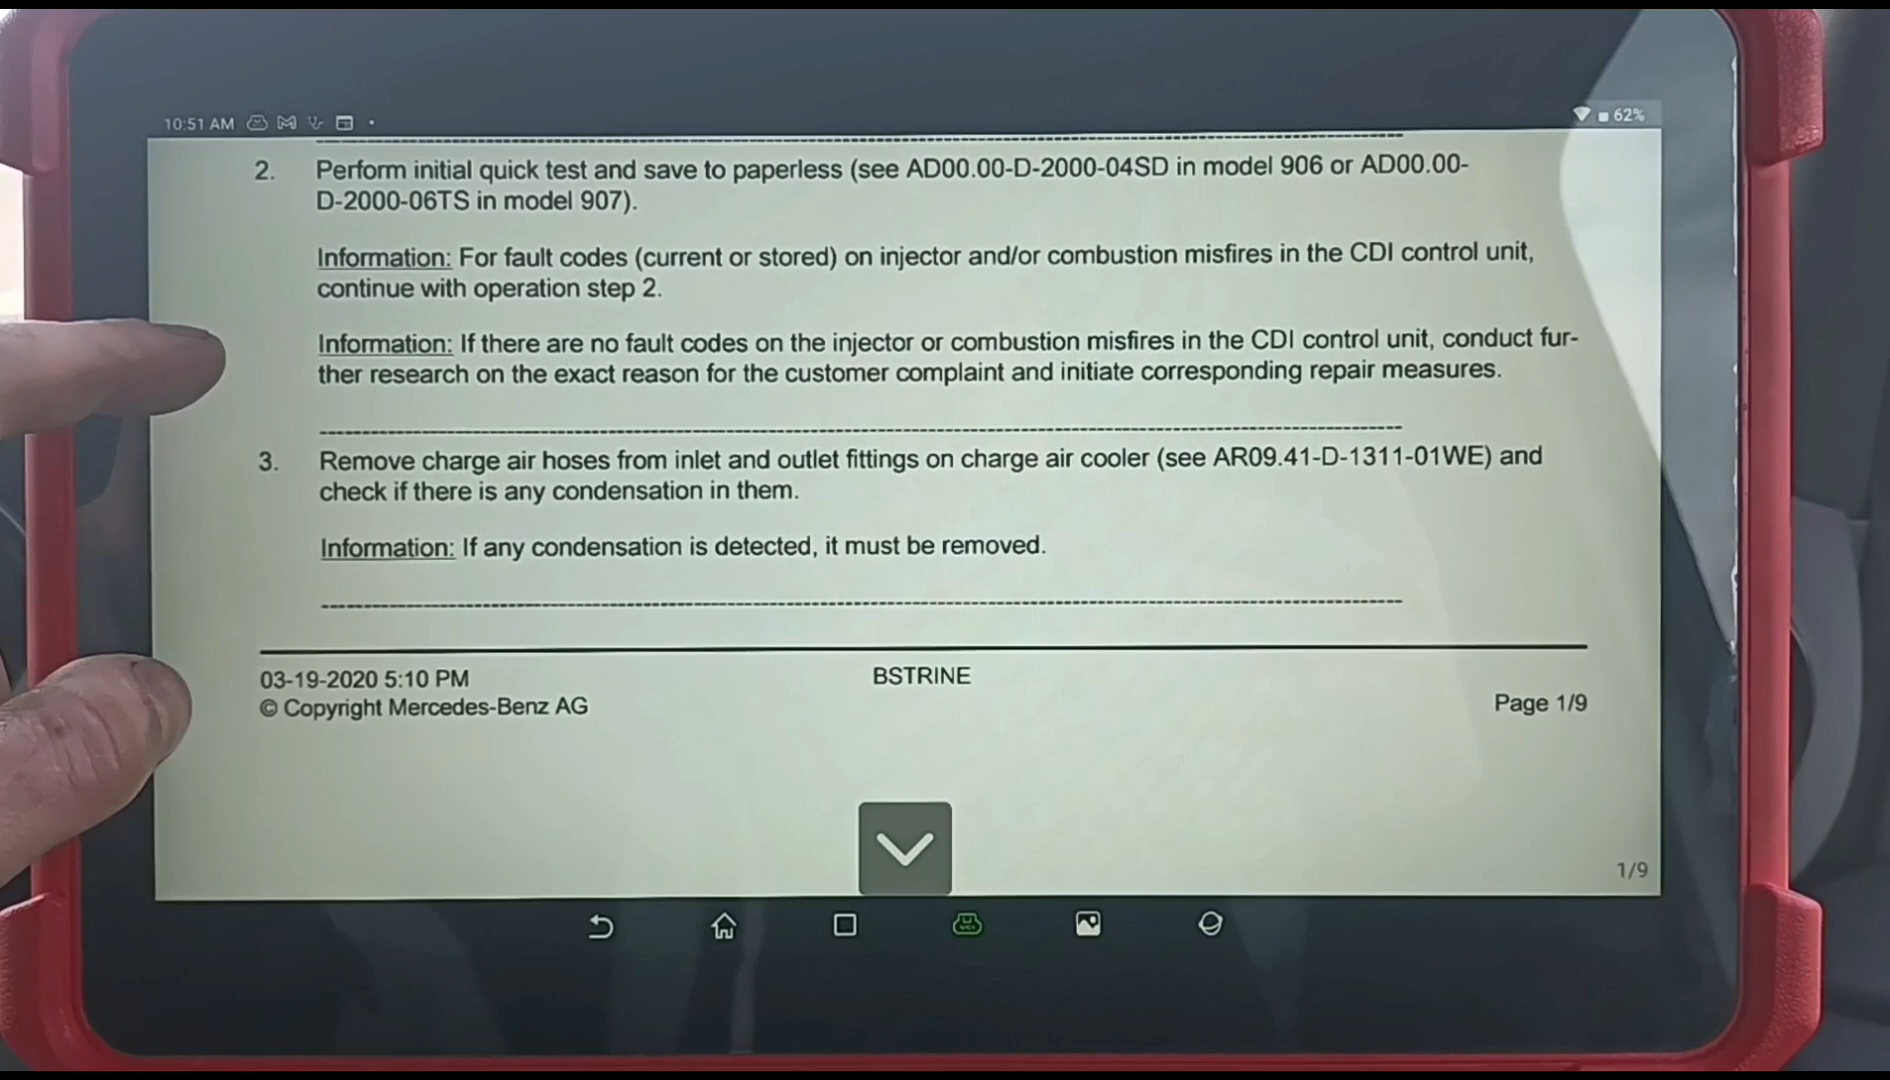 10:51 AM
62%
2. Perform initial quick test and save to paperless (see AD00.00-D-2000-04SD in model 906 or AD00.00-
D-2000-06TS in model 907).
Information: For fault codes (current or stored) on injector and/or combustion misfires in the CDI control unit,
continue with operation step 2.
Information: If there are no fault codes on the injector or combustion misfires in the CDI control unit, conduct fur-
ther research on the exact reason for the customer complaint and initiate corresponding repair measures.
3. Remove charge air hoses from inlet and outlet fittings on charge air cooler (see AR09.41-D-1311-01WE) and
check if there is any condensation in them.
Information: If any condensation is detected, it must be removed.
03-19-2020 5:10 PM
BSTRINE
© Copyright Mercedes-Benz AG
Page 1/9
1/9
VCI